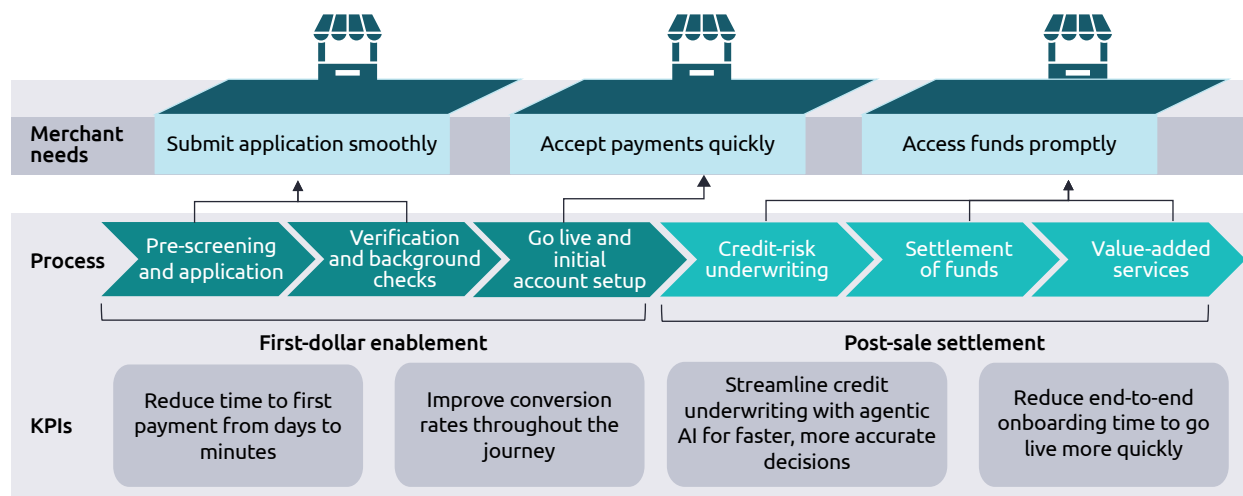 Merchant
needs
Submit application smoothly
Accept payments quickly
Access funds promptly
Process
Pre-screening
and application
Verification
and background
checks
Go live and
initial
account setup
Credit-risk
underwriting
Settlement
of funds
Value-added
services
First-dollar enablement
Post-sale settlement
KPIs
Reduce time to first
payment from days to
minutes
Improve conversion
rates throughout the
journey
Streamline credit
underwriting with agentic
AI for faster, more accurate
decisions
Reduce end-to-end
onboarding time to go
live more quickly